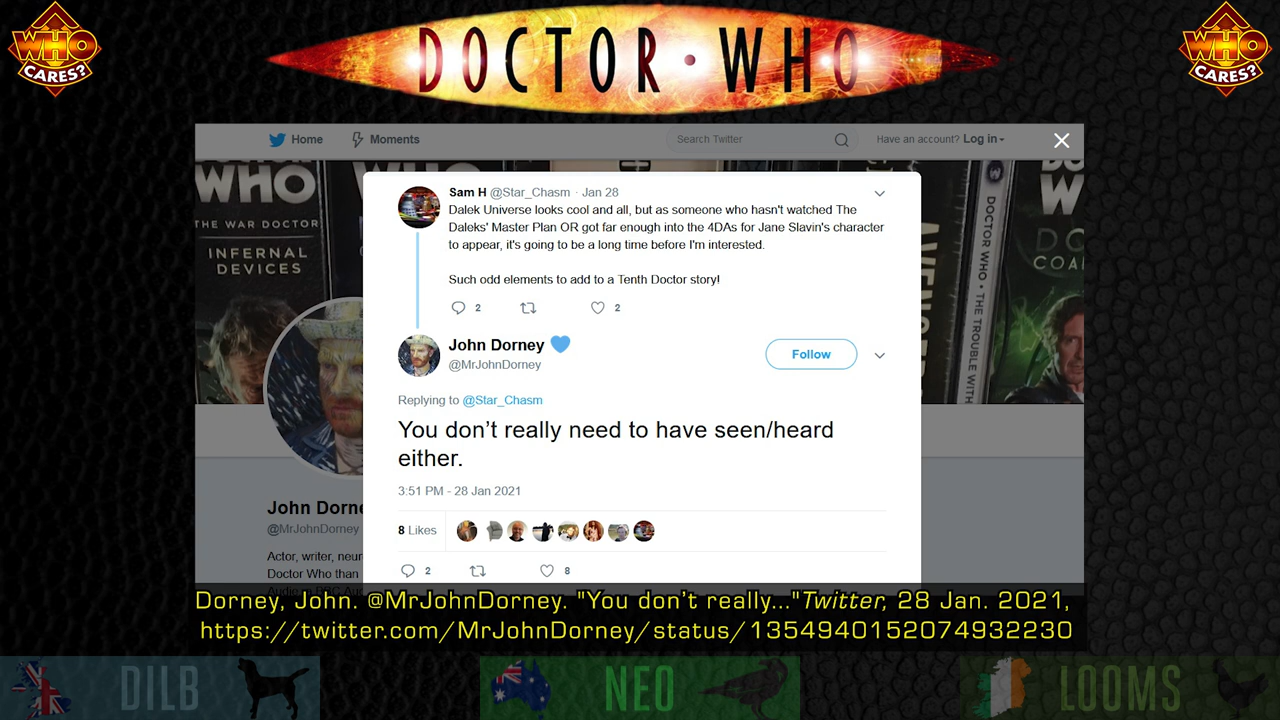 WHO
CARES?
DOCTOR WHO
WHO
CARES?
Home
Moments
Search Twitter
Have an account? Log in
WHO
THE WAR DOCTOR
INFERNAL
DEVICES
DOCTOR WHO • THE TROUBLE WITH
Sam H @Star_Chasm · Jan 28
Dalek Universe looks cool and all, but as someone who hasn't watched The
Daleks' Master Plan OR got far enough into the 4DAs for Jane Slavin's character
to appear, it's going to be a long time before I'm interested.
Such odd elements to add to a Tenth Doctor story!
2
2
John Dorney
@MrJohnDorney
Follow
Replying to @Star_Chasm
You don't really need to have seen/heard
either.
3:51 PM - 28 Jan 2021
8 Likes
2
8
John Dorne
@MrJohnDorney
Actor, writer, neur
Doctor Who than
Dorney, John. @MrJohnDorney. "You don't really..."Twitter, 28 Jan. 2021,
https://twitter.com/MrJohnDorney/status/1354940152074932230
DILB
NEO
LOOMS